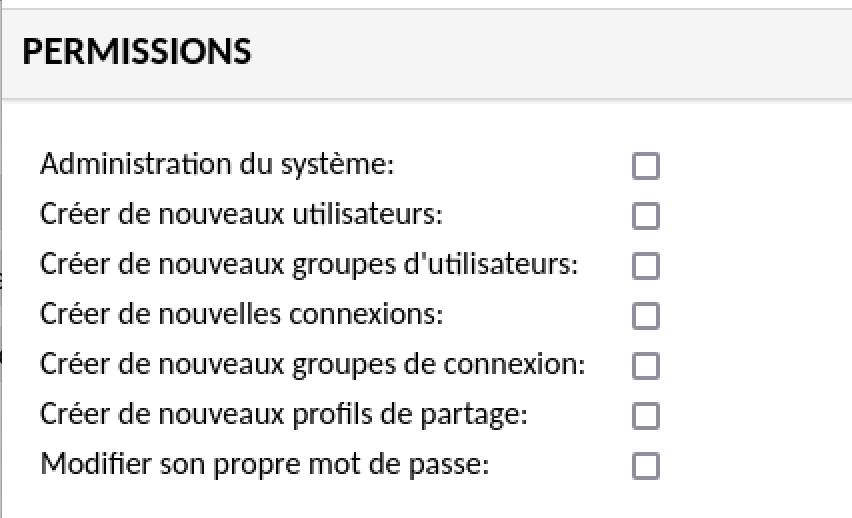 PERMISSIONS
Administration du système:
Créer de nouveaux utilisateurs:
Créer de nouveaux groupes d'utilisateurs:
Créer de nouvelles connexions:
Créer de nouveaux groupes de connexion:
Créer de nouveaux profils de partage:
Modifier son propre mot de passe: